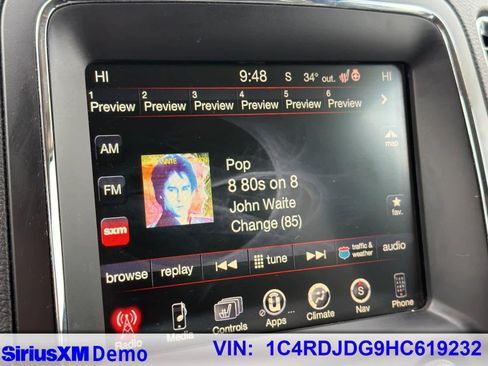 HI 9:48 S 34° out. HI
1 2 3 4 5 6
Preview Preview Preview Preview Preview Preview
AM
map
WAITE
Pop
8 80s on 8
FM
John Waite
fav.
sxm
Change (85)
browse replay tune traffic & weather audio
Radio Media Controls Apps ... Climate Nav Phone
S
SiriusXM Demo VIN: 1C4RDJDG9HC619232